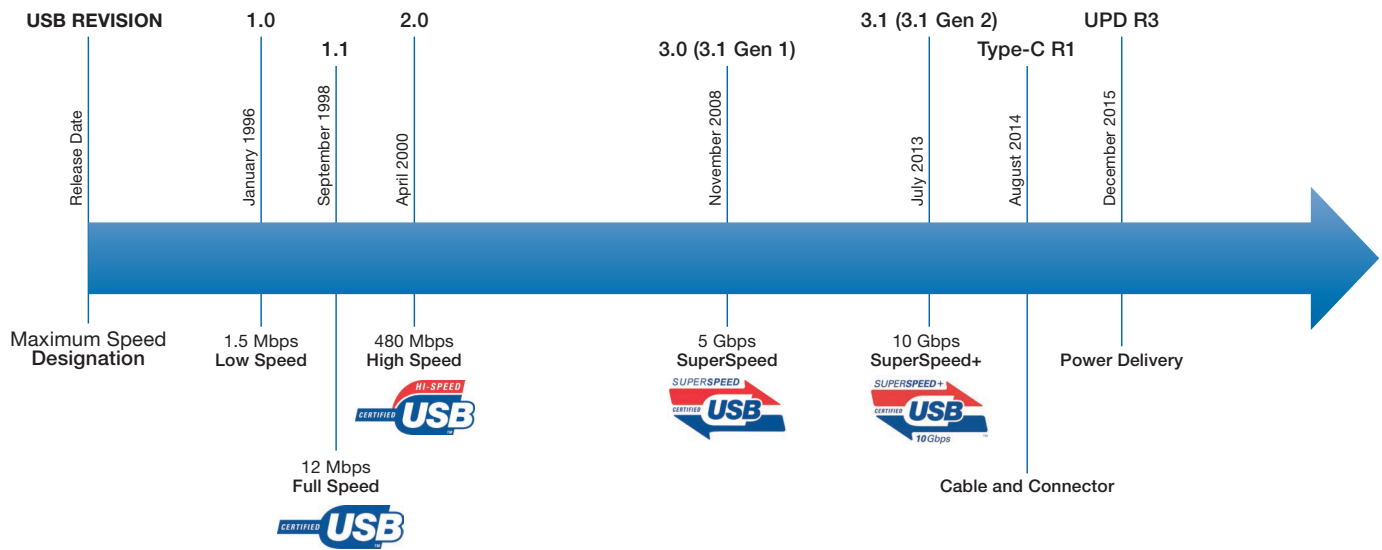 USB REVISION
1.0
1.1
2.0
3.0 (3.1 Gen 1)
3.1 (3.1 Gen 2)
Type-C R1
UPD R3
Release Date
January 1996
September 1998
April 2000
November 2008
July 2013
August 2014
December 2015
Maximum Speed
Designation
1.5 Mbps
Low Speed
12 Mbps
Full Speed
CERTIFIED USB™
480 Mbps
High Speed
HI-SPEED
CERTIFIED USB™
5 Gbps
SuperSpeed
SUPERSPEED
CERTIFIED USB
10 Gbps
SuperSpeed+
SUPERSPEED+
CERTIFIED USB
10Gbps ™
Cable and Connector
Power Delivery